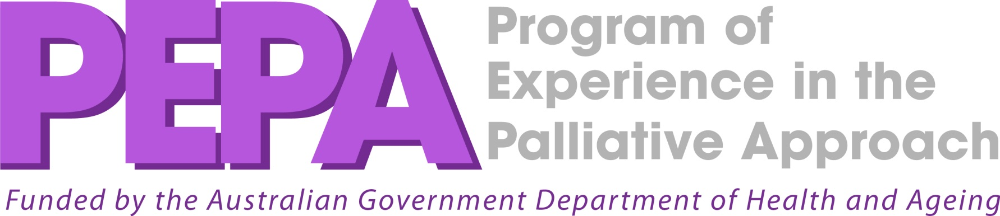 PEPA
Program of
Experience in the
Palliative Approach
Funded by the Australian Government Department of Health and Ageing